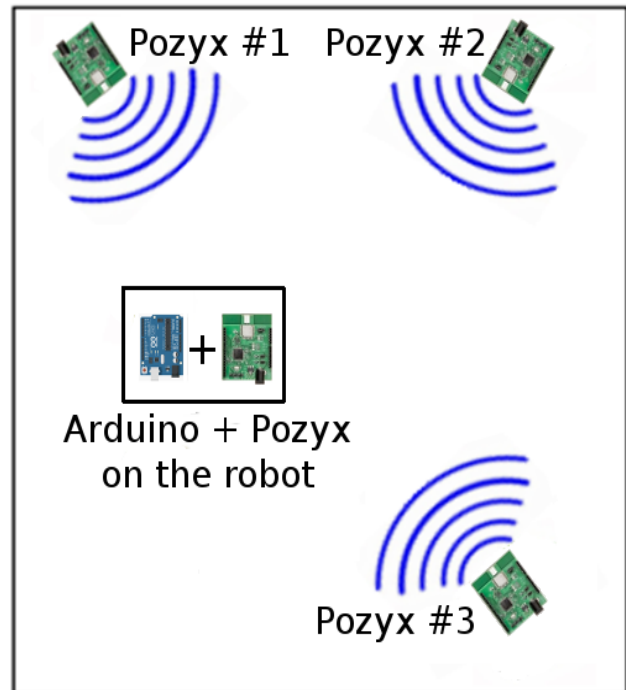 Pozyx #1
Pozyx #2
+
Arduino + Pozyx
on the robot
Pozyx #3